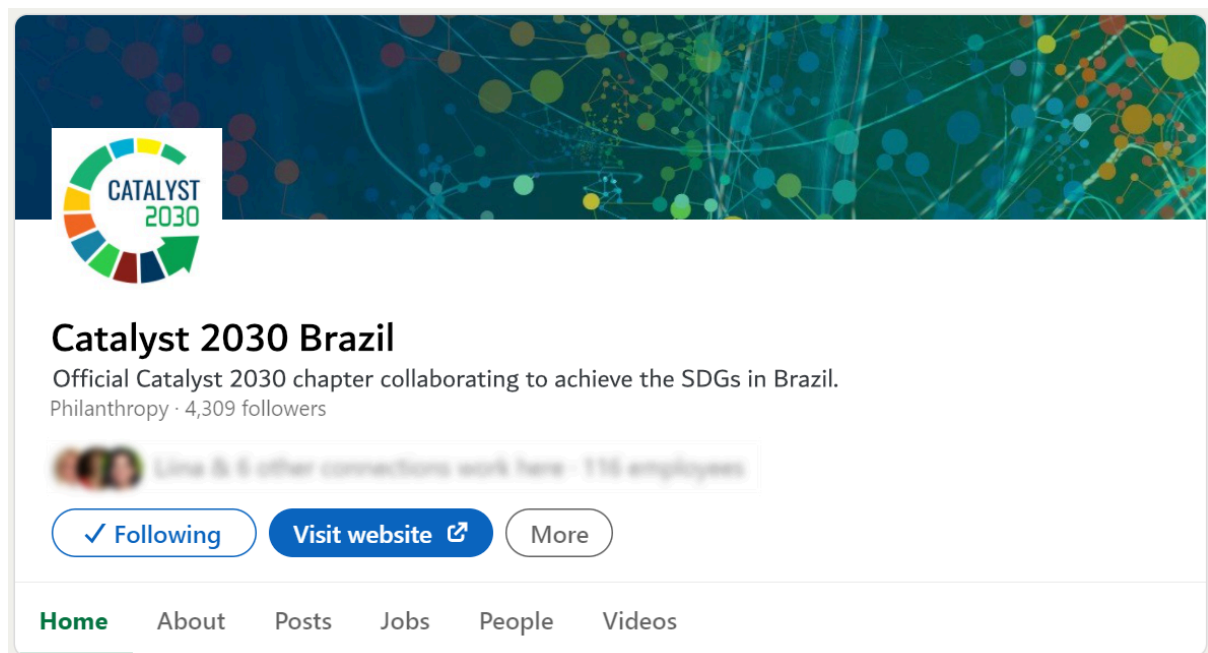 CATALYST
2030
Catalyst 2030 Brazil
Official Catalyst 2030 chapter collaborating to achieve the SDGs in Brazil.
Philanthropy · 4,309 followers
✓ Following
Visit website
More
Home
About
Posts
Jobs
People
Videos